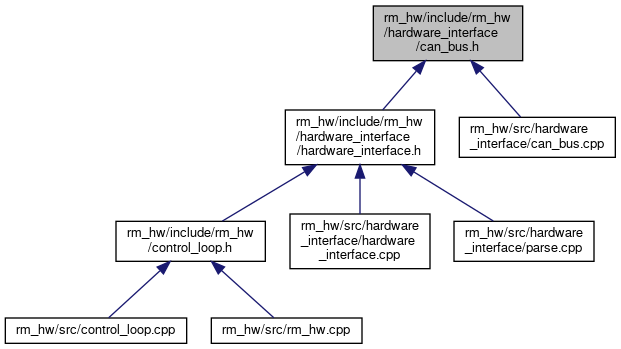 rm_hw/include/rm_hw
/hardware_interface
/can_bus.h
rm_hw/include/rm_hw
/hardware_interface
/hardware_interface.h
rm_hw/src/hardware
_interface/can_bus.cpp
rm_hw/include/rm_hw
/control_loop.h
rm_hw/src/hardware
_interface/hardware
_interface.cpp
rm_hw/src/hardware
_interface/parse.cpp
rm_hw/src/control_loop.cpp
rm_hw/src/rm_hw.cpp